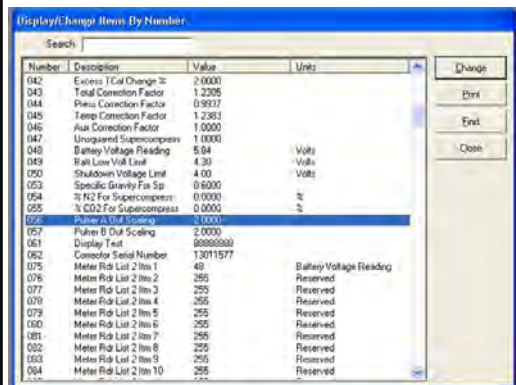 Display/Change Items By Number
Search
Number Description Value Units
042 Excess TCal Change % 2.0000
043 Total Correction Factor 1.2305
044 Press Correction Factor 0.9937
045 Temp Correction Factor 1.2383
046 Aux Correction Factor 1.0000
047 Unsquared Supercompress 1.0000
048 Battery Voltage Reading 5.84 Volts
049 Batt Low Volt Limit 4.30 Volts
050 Shutdown Voltage Limit 4.00 Volts
053 Specific Gravity For Sp 0.6000
054 % N2 For Supercompress 0.0000 %
055 % CO2 For Supercompress 0.0000 %
056 Pulser A Out Scaling 2.0000
057 Pulser B Out Scaling 2.0000
061 Display Test 88888888
062 Corrector Serial Number 13011577
075 Meter Rdr List 2 Itm 1 48 Battery Voltage Reading
076 Meter Rdr List 2 Itm 2 255 Reserved
077 Meter Rdr List 2 Itm 3 255 Reserved
078 Meter Rdr List 2 Itm 4 255 Reserved
079 Meter Rdr List 2 Itm 5 255 Reserved
080 Meter Rdr List 2 Itm 6 255 Reserved
081 Meter Rdr List 2 Itm 7 255 Reserved
082 Meter Rdr List 2 Itm 8 255 Reserved
083 Meter Rdr List 2 Itm 9 255 Reserved
084 Meter Rdr List 2 Itm 10 255 Reserved
Change
Print
Find
Close